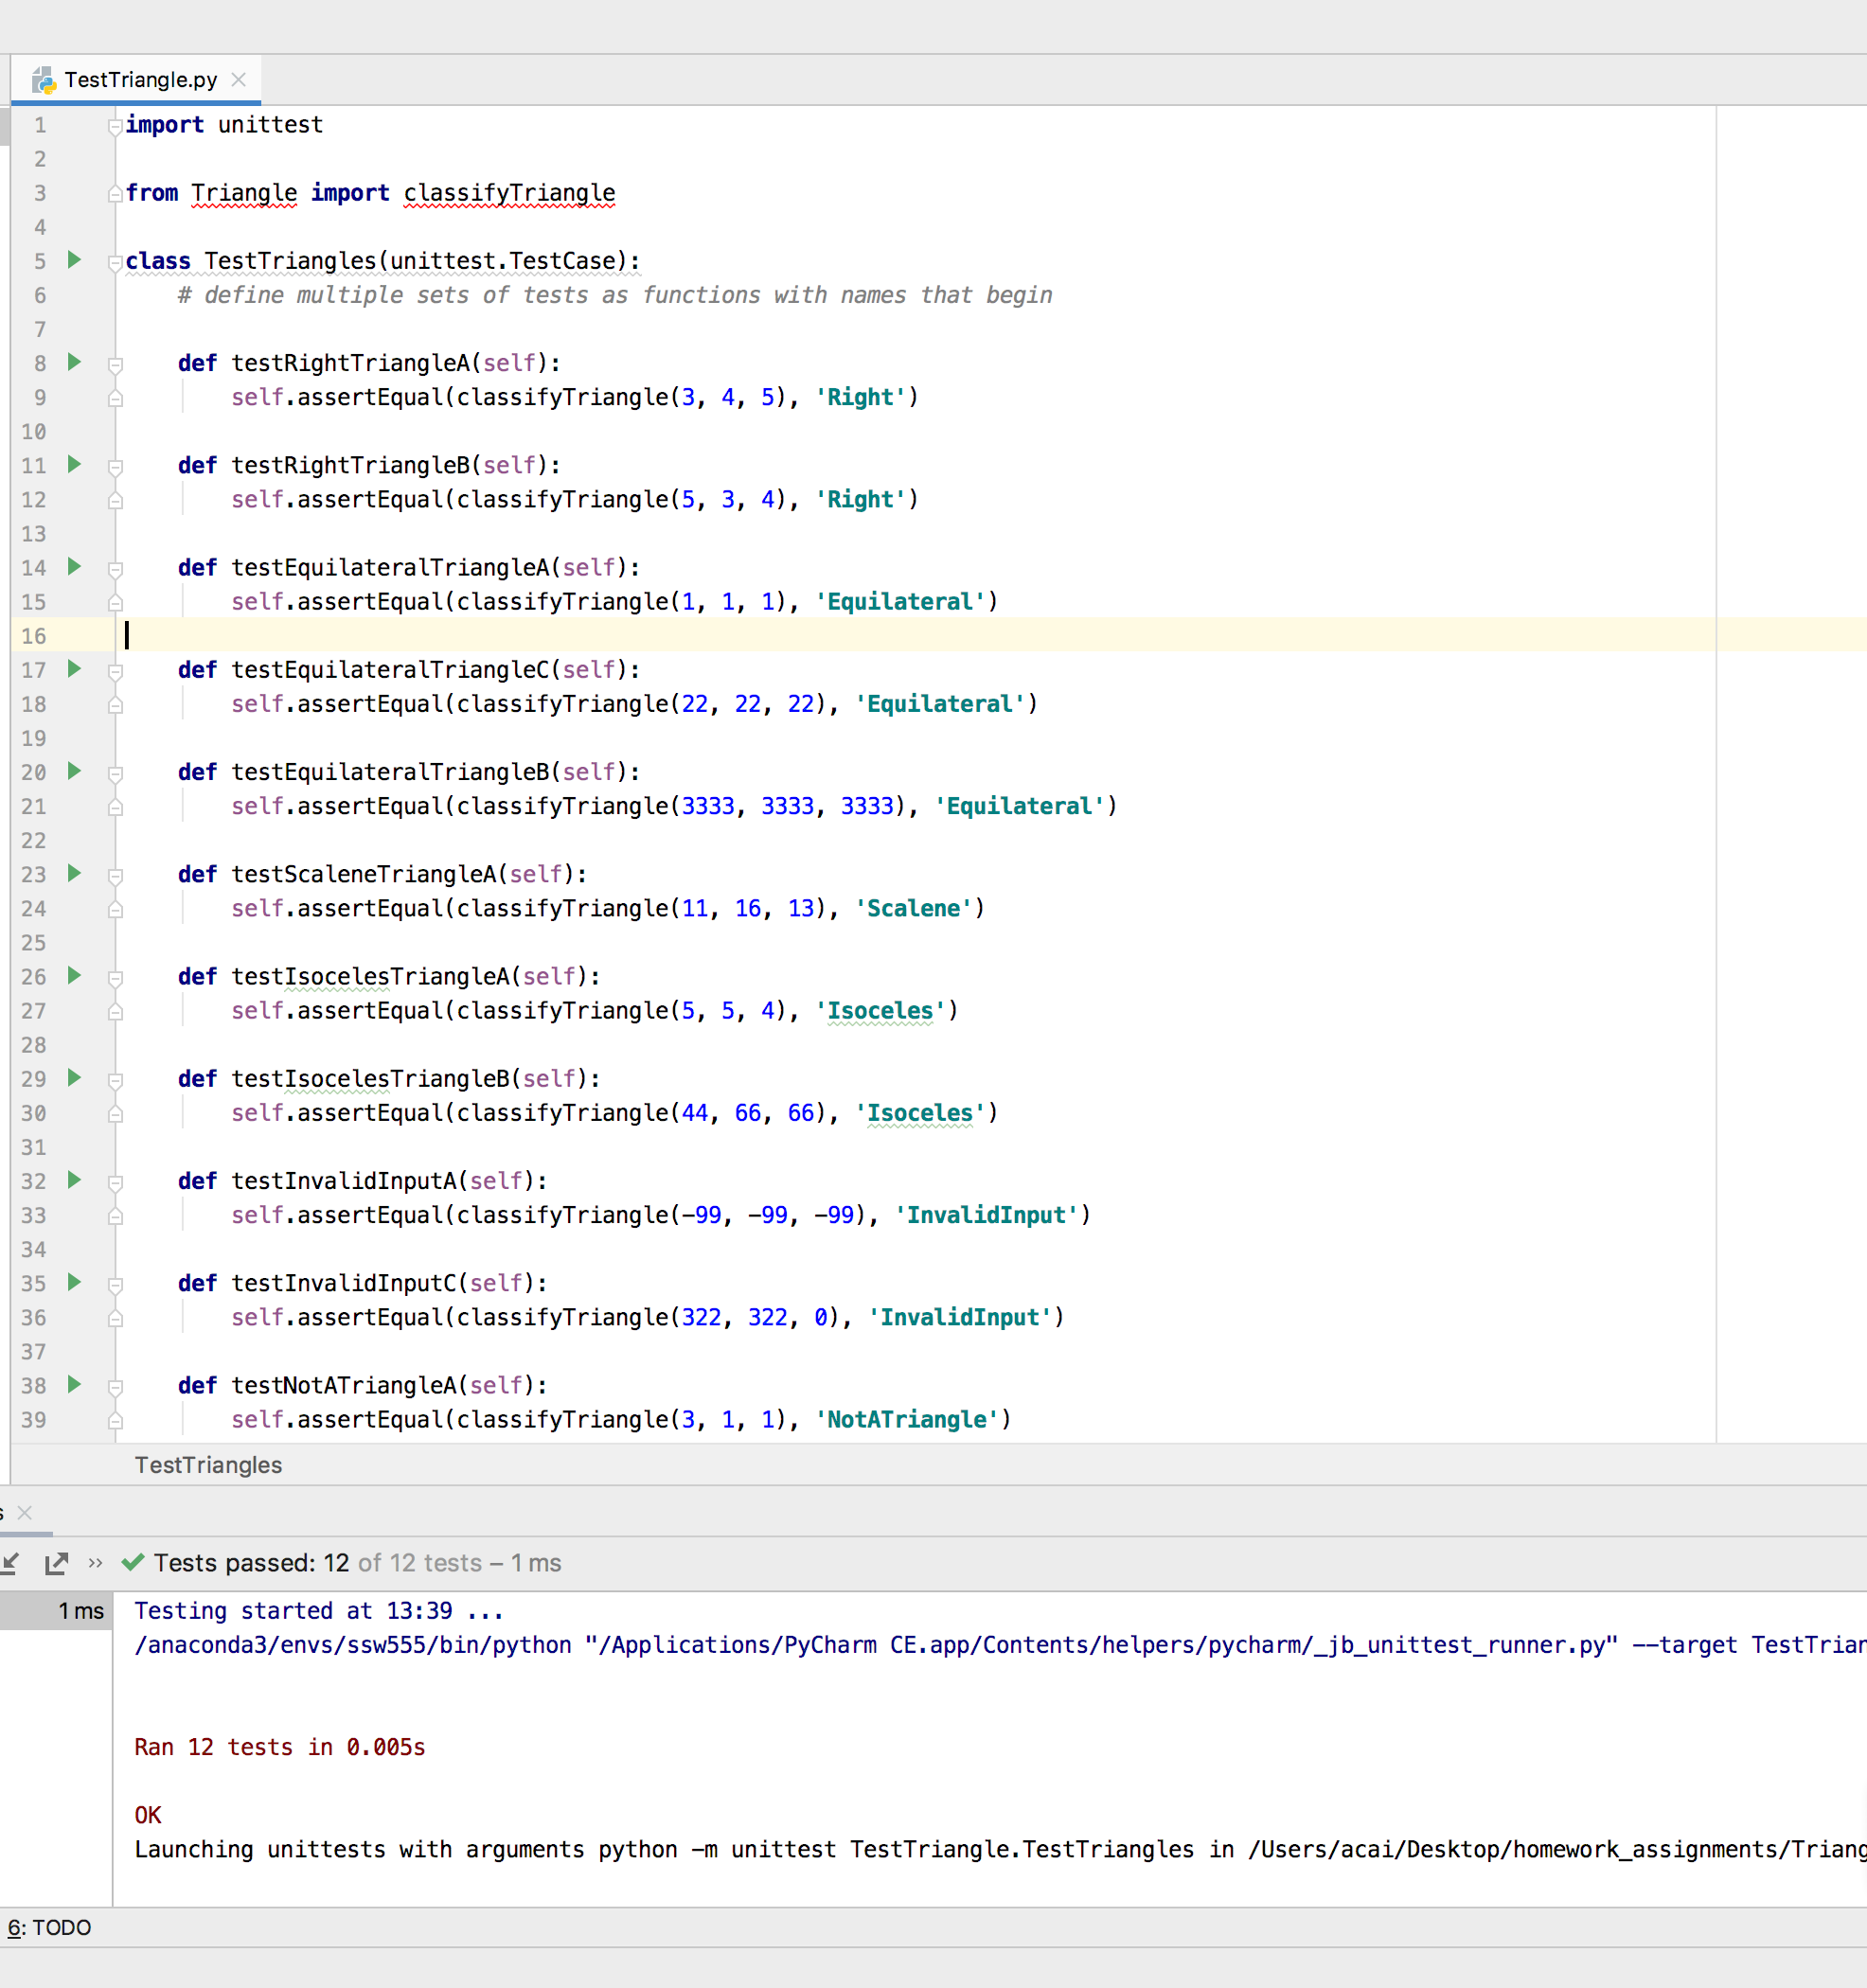 TestTriangle.py
1 import unittest
2
3 from Triangle import classifyTriangle
4
5 class TestTriangles(unittest.TestCase):
6 # define multiple sets of tests as functions with names that begin
7
8 def testRightTriangleA(self):
9 self.assertEqual(classifyTriangle(3, 4, 5), 'Right')
10
11 def testRightTriangleB(self):
12 self.assertEqual(classifyTriangle(5, 3, 4), 'Right')
13
14 def testEquilateralTriangleA(self):
15 self.assertEqual(classifyTriangle(1, 1, 1), 'Equilateral')
16
17 def testEquilateralTriangleC(self):
18 self.assertEqual(classifyTriangle(22, 22, 22), 'Equilateral')
19
20 def testEquilateralTriangleB(self):
21 self.assertEqual(classifyTriangle(3333, 3333, 3333), 'Equilateral')
22
23 def testScaleneTriangleA(self):
24 self.assertEqual(classifyTriangle(11, 16, 13), 'Scalene')
25
26 def testIsocelesTriangleA(self):
27 self.assertEqual(classifyTriangle(5, 5, 4), 'Isoceles')
28
29 def testIsocelesTriangleB(self):
30 self.assertEqual(classifyTriangle(44, 66, 66), 'Isoceles')
31
32 def testInvalidInputA(self):
33 self.assertEqual(classifyTriangle(-99, -99, -99), 'InvalidInput')
34
35 def testInvalidInputC(self):
36 self.assertEqual(classifyTriangle(322, 322, 0), 'InvalidInput')
37
38 def testNotATriangleA(self):
39 self.assertEqual(classifyTriangle(3, 1, 1), 'NotATriangle')
TestTriangles
s
» Tests passed: 12 of 12 tests – 1 ms
1 ms Testing started at 13:39 ...
/anaconda3/envs/ssw555/bin/python "/Applications/PyCharm CE.app/Contents/helpers/pycharm/_jb_unittest_runner.py" --target TestTrian
Ran 12 tests in 0.005s
OK
Launching unittests with arguments python -m unittest TestTriangle.TestTriangles in /Users/acai/Desktop/homework_assignments/Triang
6: TODO